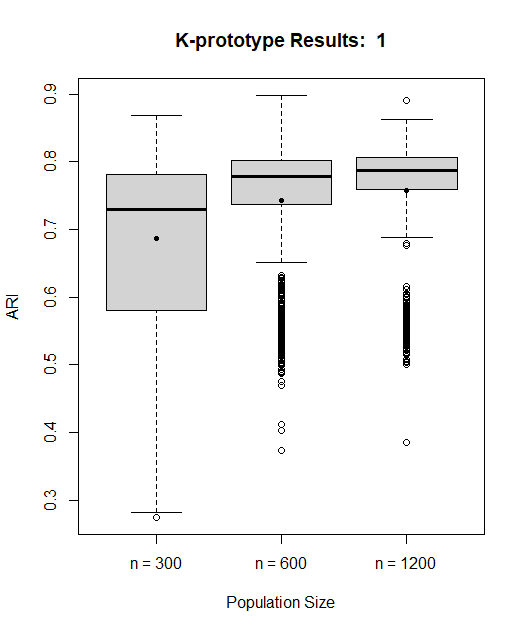 K-prototype Results:  1
ARI
0.9
0.8
0.7
0.6
0.5
0.4
0.3
n = 300
n = 600
n = 1200
Population Size